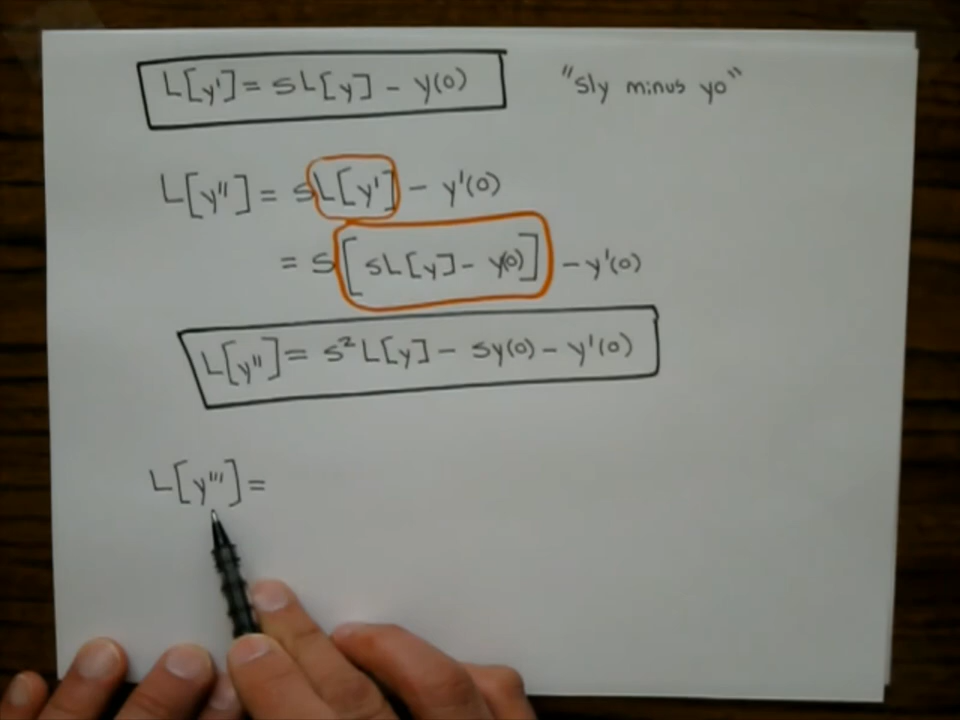 L[y'] = sL[y] - y(0) "sly minus yo"
L[y''] = sL[y'] - y'(0)
= s[sL[y] - y(0)] - y'(0)
L[y''] = s²L[y] - sy(0) - y'(0)
L[y'''] =